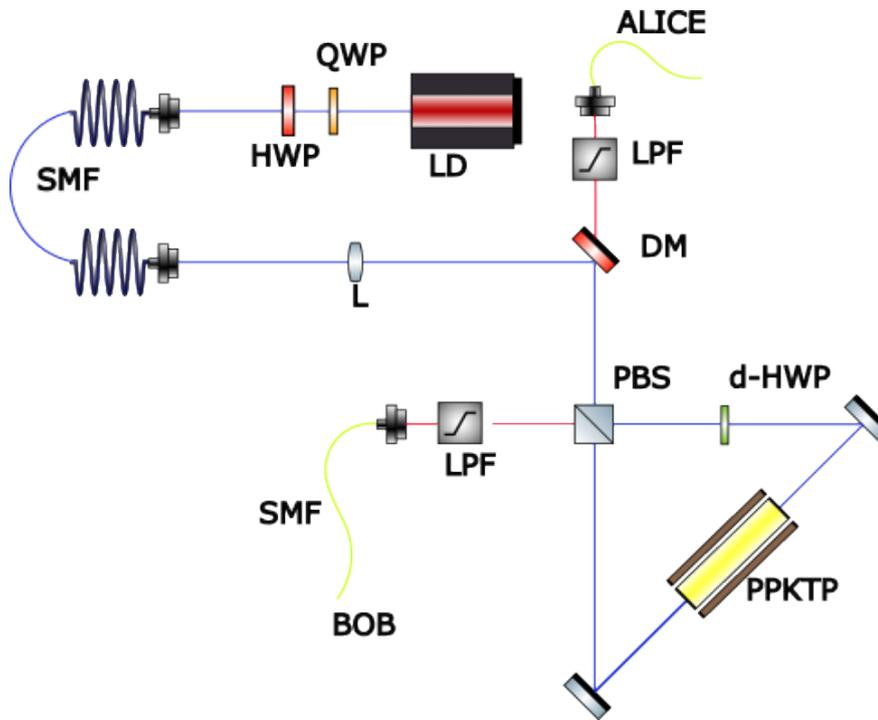 ALICE
QWP
HWP
LD
LPF
SMF
DM
L
PBS
d-HWP
LPF
SMF
PPKTP
BOB